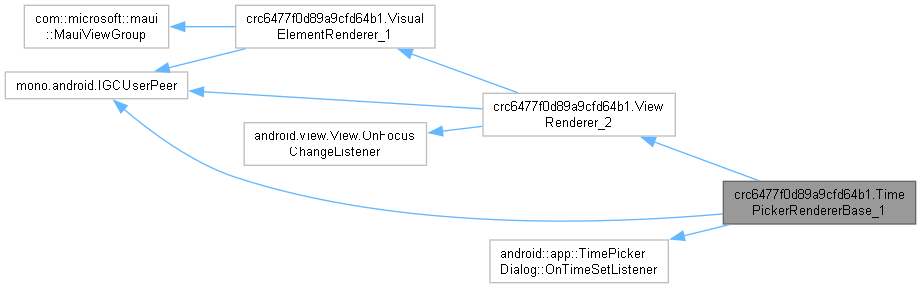 com::microsoft::maui
::MauiViewGroup
crc6477f0d89a9cfd64b1.Visual
ElementRenderer_1
mono.android.IGCUserPeer
crc6477f0d89a9cfd64b1.View
Renderer_2
android.view.View.OnFocus
ChangeListener
crc6477f0d89a9cfd64b1.Time
PickerRendererBase_1
android::app::TimePicker
Dialog::OnTimeSetListener